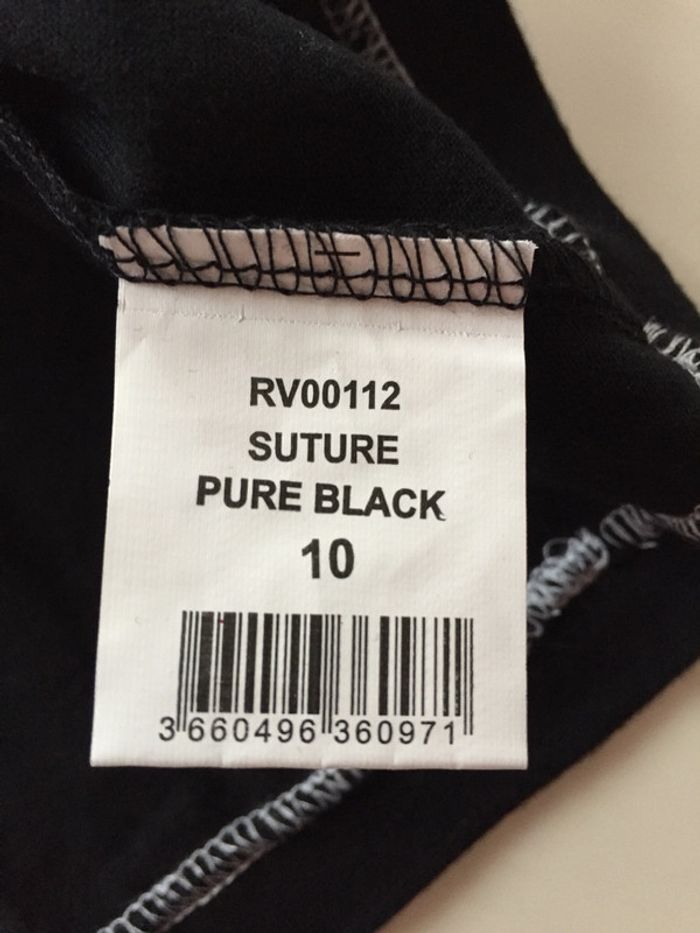 RV00112
SUTURE
PURE BLACK
10
3 660496 360971